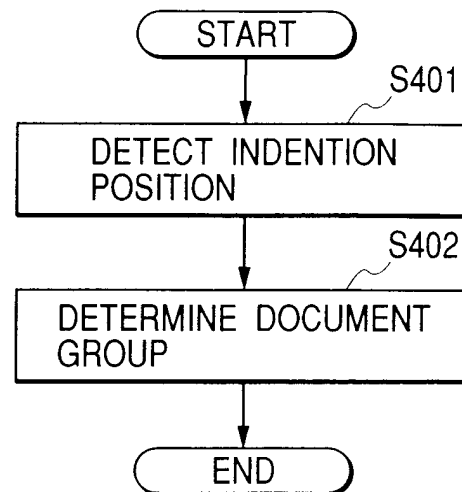 START
S401
DETECT INDENTION
POSITION
S402
DETERMINE DOCUMENT
GROUP
END